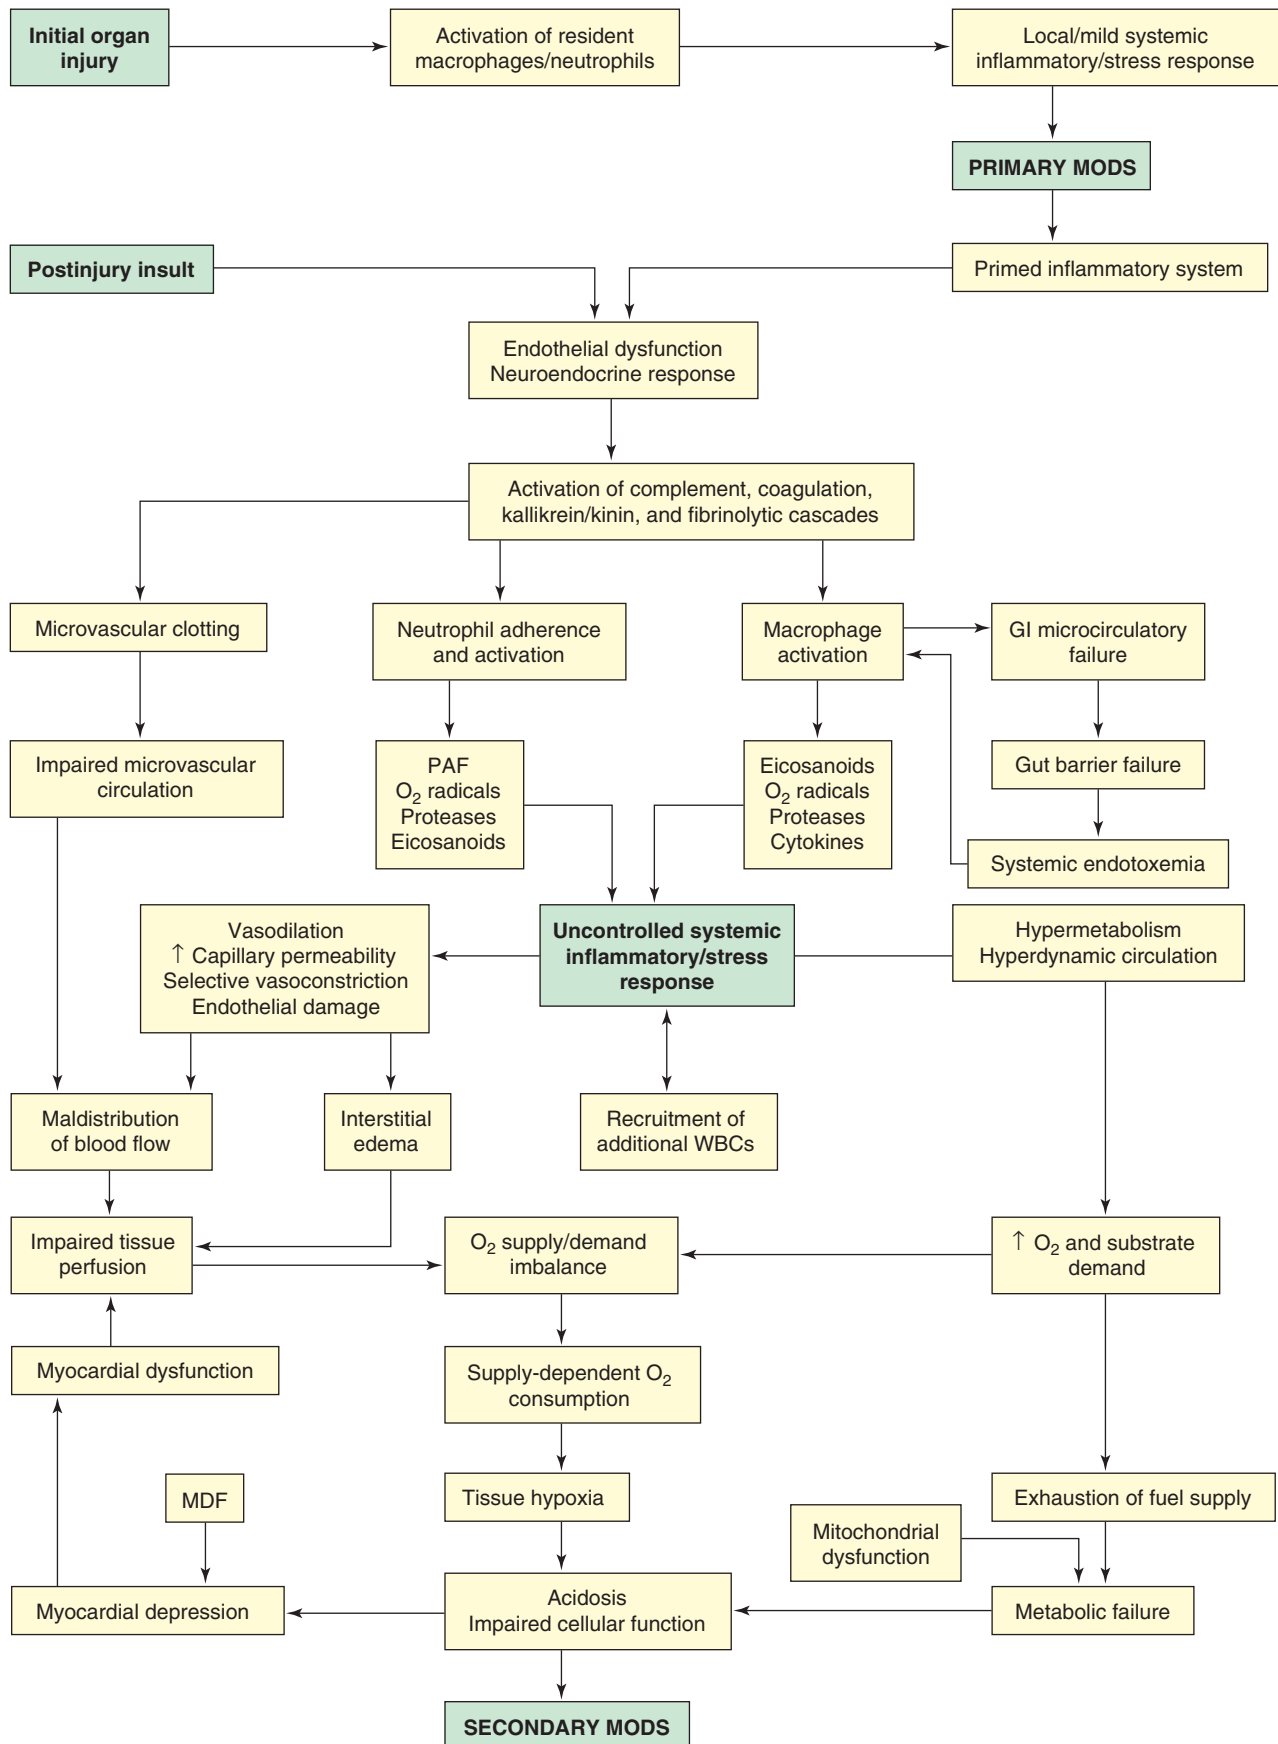 Initial organ
injury
Activation of resident
macrophages/neutrophils
Local/mild systemic
inflammatory/stress response
PRIMARY MODS
Postinjury insult
Primed inflammatory system
Endothelial dysfunction
Neuroendocrine response
Activation of complement, coagulation,
kallikrein/kinin, and fibrinolytic cascades
Microvascular clotting
Neutrophil adherence
and activation
Macrophage
activation
GI microcirculatory
failure
Impaired microvascular
circulation
PAF
O₂ radicals
Proteases
Eicosanoids
Eicosanoids
O₂ radicals
Proteases
Cytokines
Gut barrier failure
Systemic endotoxemia
Vasodilation
↑ Capillary permeability
Selective vasoconstriction
Endothelial damage
Uncontrolled systemic
inflammatory/stress
response
Hypermetabolism
Hyperdynamic circulation
Maldistribution
of blood flow
Interstitial
edema
Recruitment of
additional WBCs
Impaired tissue
perfusion
O₂ supply/demand
imbalance
↑ O₂ and substrate
demand
Myocardial dysfunction
Supply-dependent O₂
consumption
MDF
Tissue hypoxia
Exhaustion of fuel supply
Mitochondrial
dysfunction
Myocardial depression
Acidosis
Impaired cellular function
Metabolic failure
SECONDARY MODS